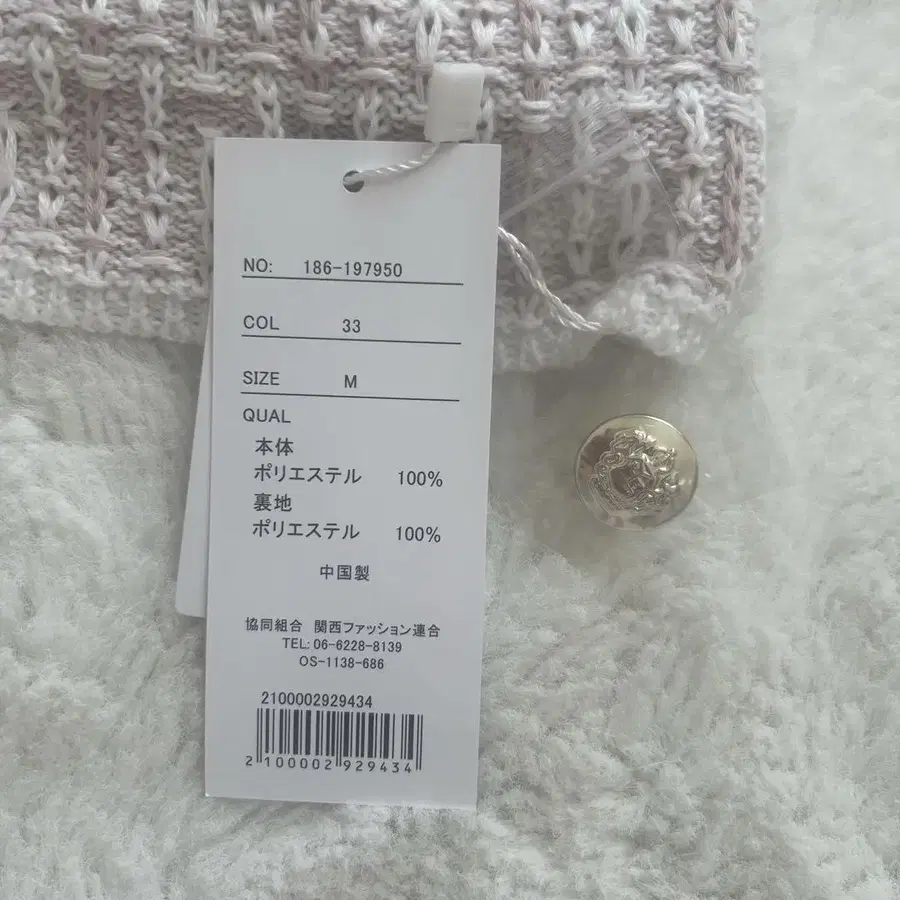 NO: 186-197950
COL 33
SIZE M
QUAL
本体
ポリエステル 100%
裏地
ポリエステル 100%
中国製
協同組合 関西ファッション連合
TEL: 06-6228-8139
OS-1138-686
2100002929434
2 100002 929434